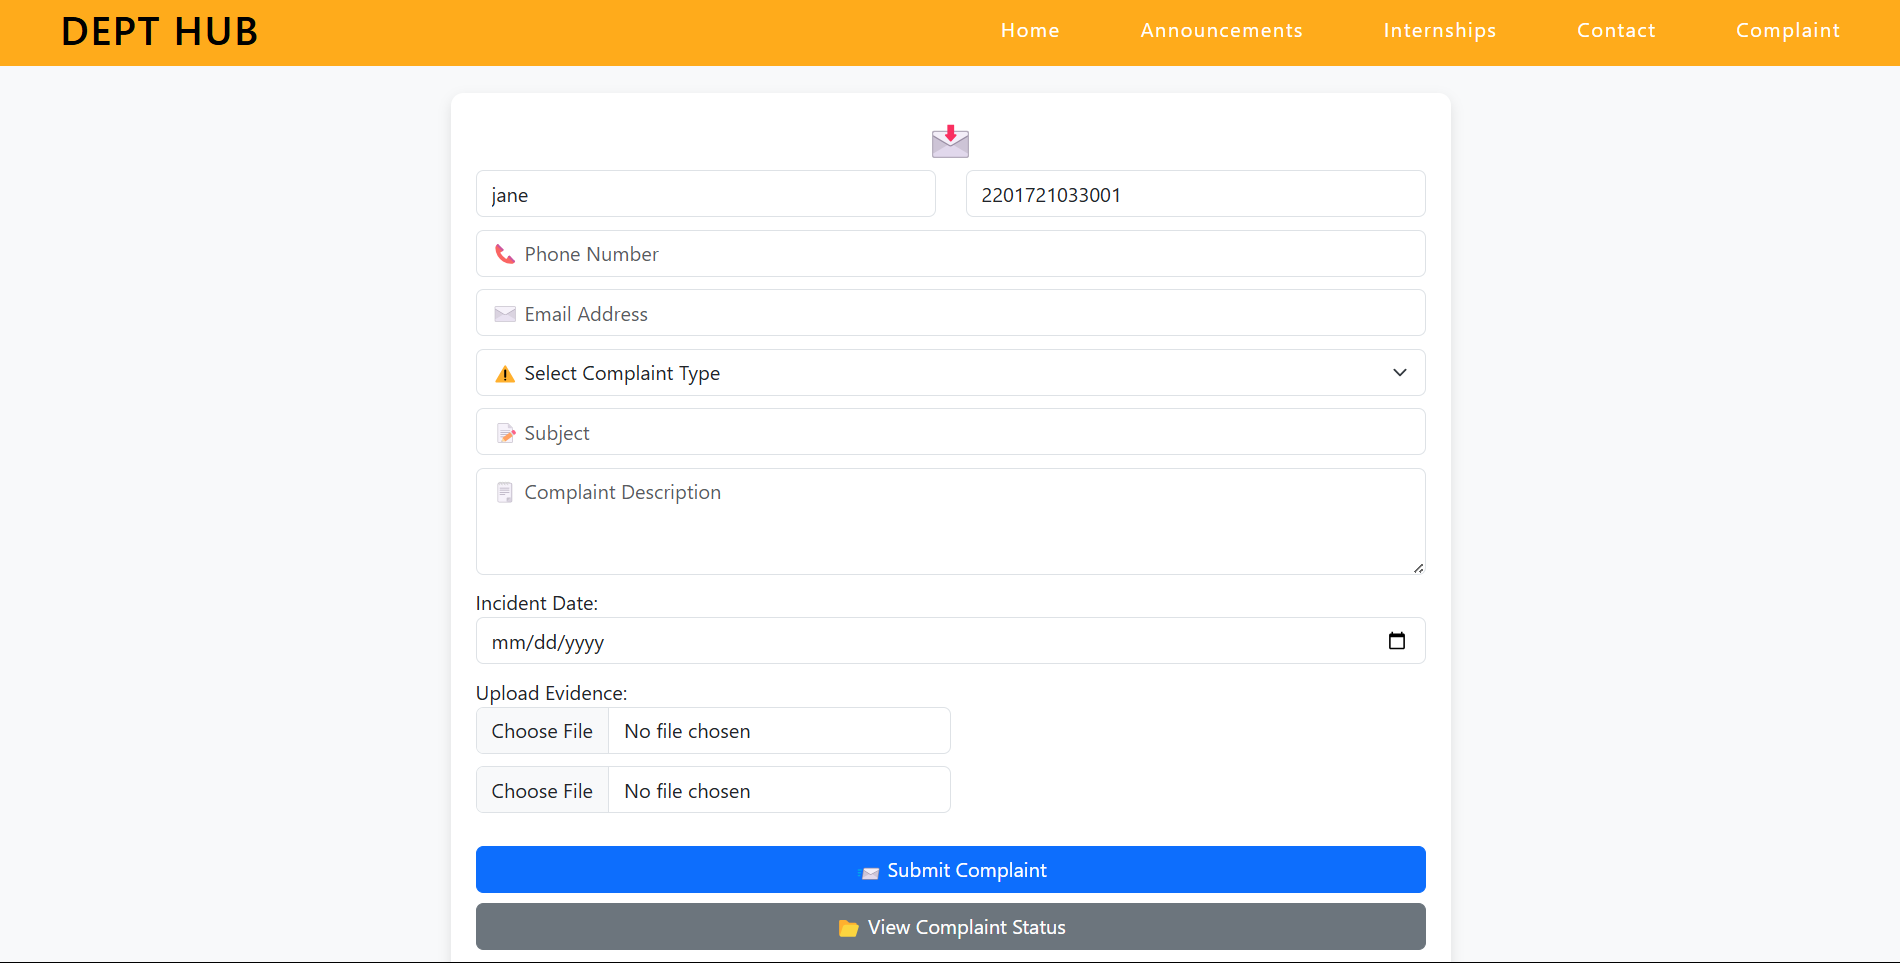 DEPT HUB
Home Announcements Internships Contact Complaint
jane 2201721033001
Phone Number
Email Address
Select Complaint Type
Subject
Complaint Description
Incident Date:
mm/dd/yyyy
Upload Evidence:
Choose File No file chosen
Choose File No file chosen
Submit Complaint
View Complaint Status